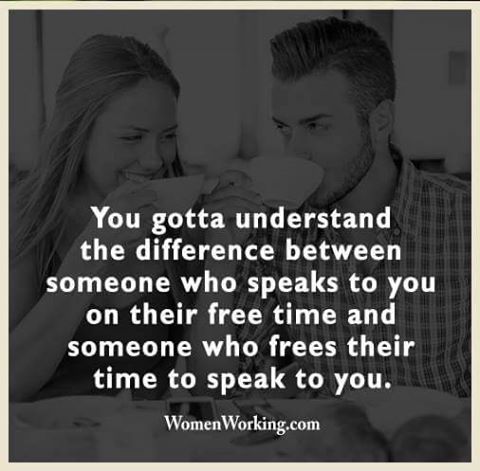 You gotta understand
the difference between
someone who speaks to you
on their free time and
someone who frees their
time to speak to you.
WomenWorking.com